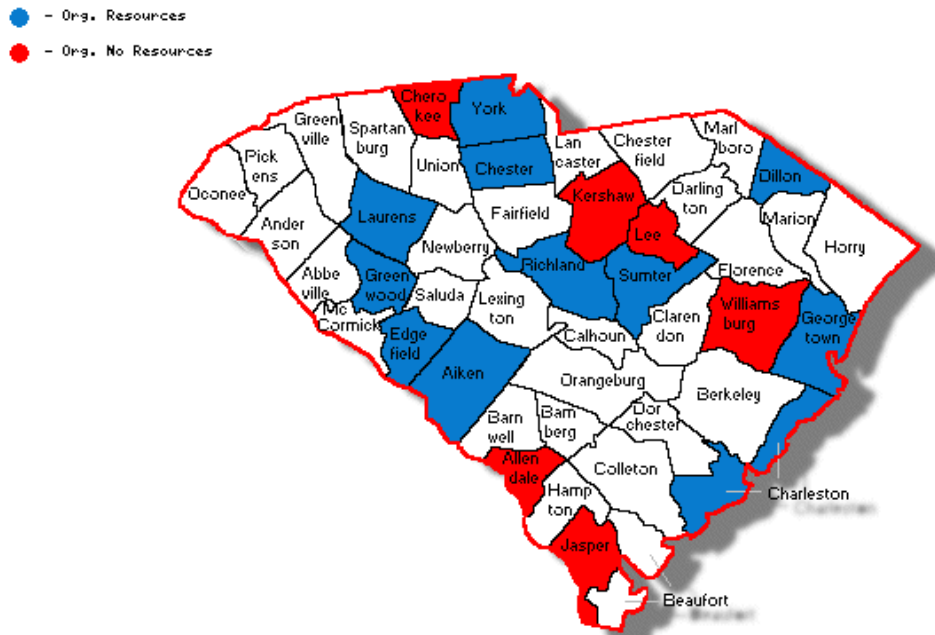 - Org. Resources
- Org. No Resources
Chero
kee
York
Green
ville
Spartan
burg
Union
Chester
Lan
caster
Chester
field
Marl
boro
Dillon
Pick
ens
Oconee
Ander
son
Laurens
Newberry
Fairfield
Kershaw
Lee
Darling
ton
Marion
Horry
Florence
Abbe
ville
Green
wood
Saluda
Lexing
ton
Richland
Sumter
Mc
Cormick
Edge
field
Aiken
Calhoun
Claren
don
Williams
burg
George
town
Orangeburg
Berkeley
Barn
well
Bam
berg
Dor
chester
Allen
dale
Hamp
ton
Colleton
Charleston
Charleston
Jasper
Beaufort
Beaufort